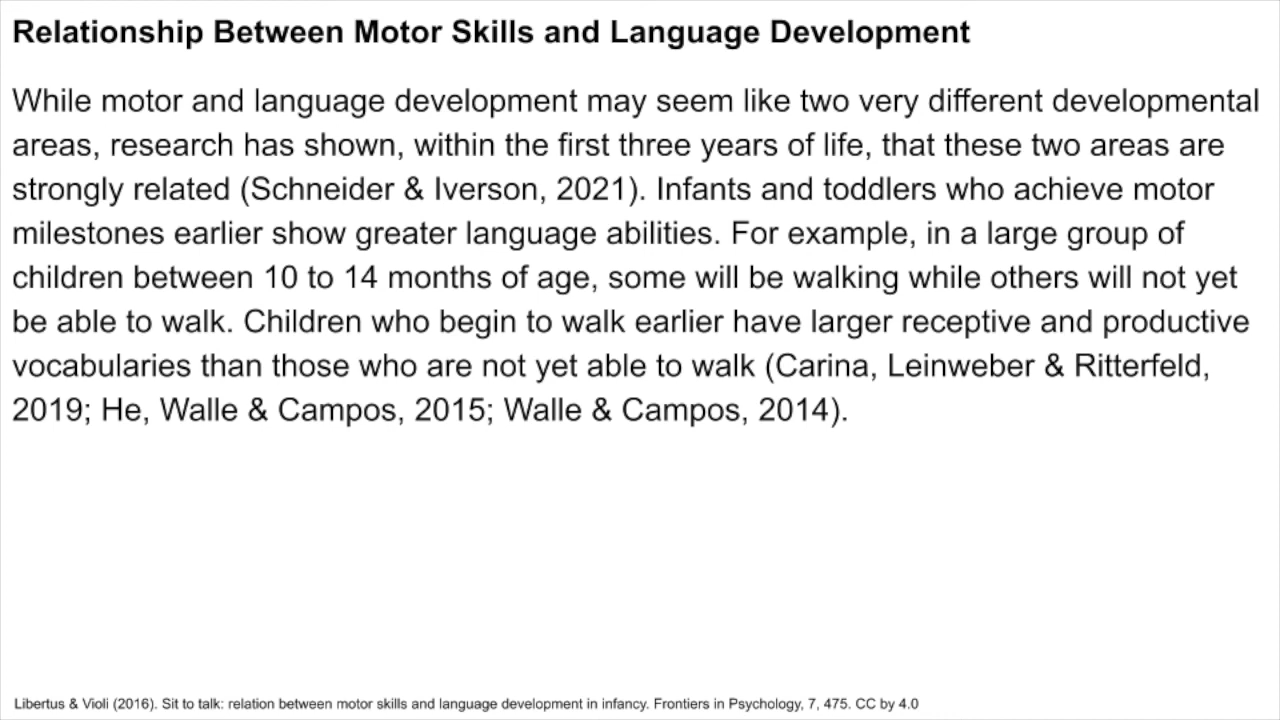 Relationship Between Motor Skills and Language Development
While motor and language development may seem like two very different developmental
areas, research has shown, within the first three years of life, that these two areas are
strongly related (Schneider & Iverson, 2021). Infants and toddlers who achieve motor
milestones earlier show greater language abilities. For example, in a large group of
children between 10 to 14 months of age, some will be walking while others will not yet
be able to walk. Children who begin to walk earlier have larger receptive and productive
vocabularies than those who are not yet able to walk (Carina, Leinweber & Ritterfeld,
2019; He, Walle & Campos, 2015; Walle & Campos, 2014).
Libertus & Violi (2016). Sit to talk: relation between motor skills and language development in infancy. Frontiers in Psychology, 7, 475. CC by 4.0